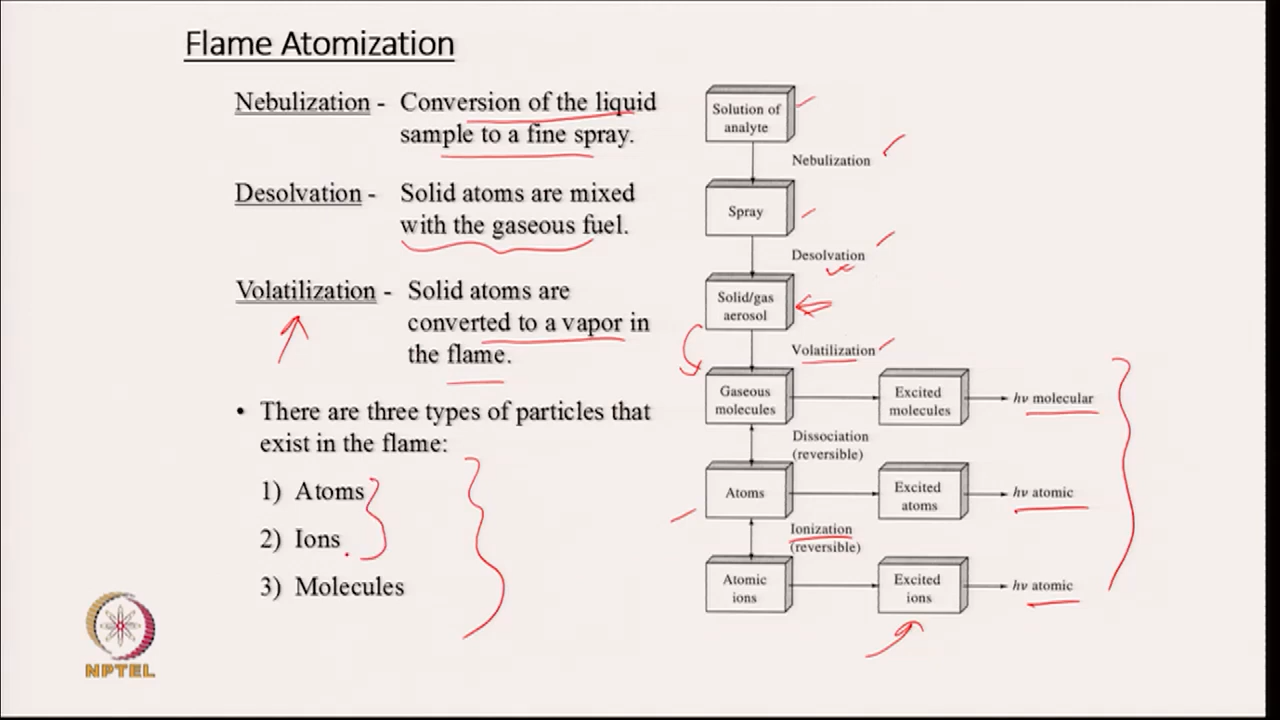 Flame Atomization
Nebulization - Conversion of the liquid
sample to a fine spray.
Desolvation - Solid atoms are mixed
with the gaseous fuel.
Volatilization - Solid atoms are
converted to a vapor in
the flame.
• There are three types of particles that
exist in the flame:
1) Atoms
2) Ions
3) Molecules
Solution of
analyte
Nebulization
Spray
Desolvation
Solid/gas
aerosol
Volatilization
Gaseous
molecules
Excited
molecules
hν molecular
Dissociation
(reversible)
Atoms
Excited
atoms
hν atomic
Ionization
(reversible)
Atomic
ions
Excited
ions
hν atomic
NPTEL